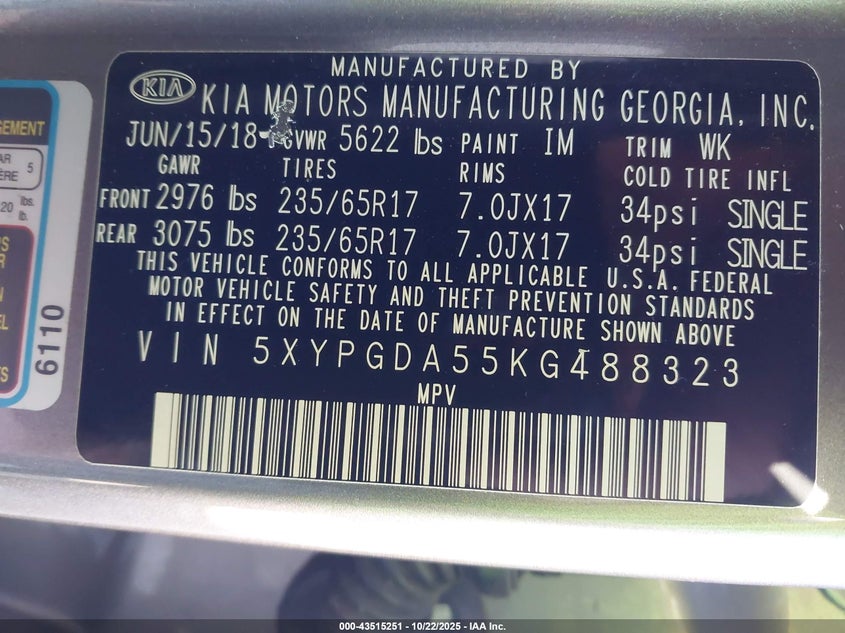 MANUFACTURED BY
KIA KIA MOTORS MANUFACTURING GEORGIA, INC.
JUN/15/18 GVWR 5622 lbs PAINT IM TRIM WK
GAWR TIRES RIMS COLD TIRE INFL
FRONT 2976 lbs 235/65R17 7.0JX17 34psi SINGLE
REAR 3075 lbs 235/65R17 7.0JX17 34psi SINGLE
THIS VEHICLE CONFORMS TO ALL APPLICABLE U.S.A. FEDERAL
MOTOR VEHICLE SAFETY AND THEFT PREVENTION STANDARDS
IN EFFECT ON THE DATE OF MANUFACTURE SHOWN ABOVE
VIN 5XYPGDA55KG488323
MPV
5
lbs.
lb.
6110
000-43515251 - 10/22/2025 - IAA Inc.